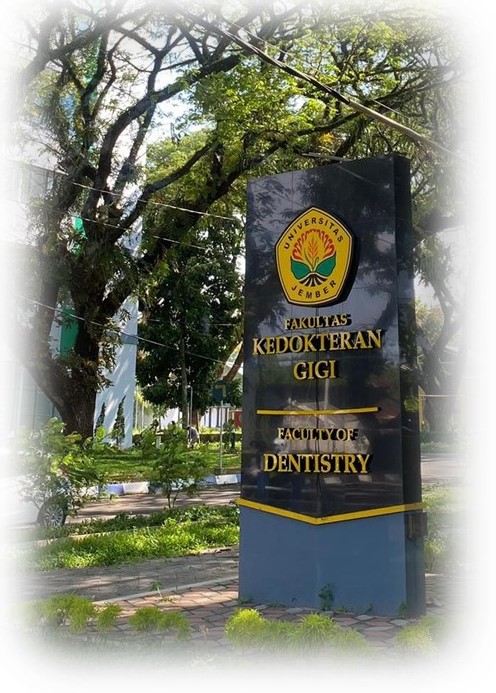 UNIVERSITAS
JEMBER
FAKULTAS
KEDOKTERAN
GIGI
FACULTY OF
DENTISTRY